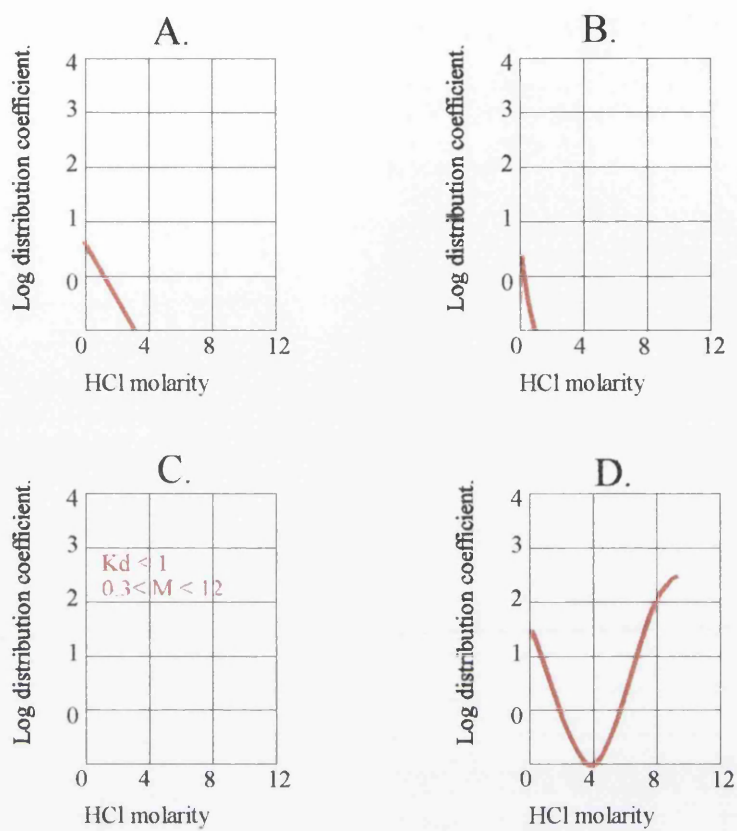 A.
Log distribution coefficient.
4
3
2
1
0
0 4 8 12
HCl molarity
B.
Log distribution coefficient.
4
3
2
1
0
0 4 8 12
HCl molarity
C.
Log distribution coefficient.
4
3
2
1
0
Kd < 1
0.3< M < 12
0 4 8 12
HCl molarity
D.
Log distribution coefficient.
4
3
2
1
0
0 4 8 12
HCl molarity